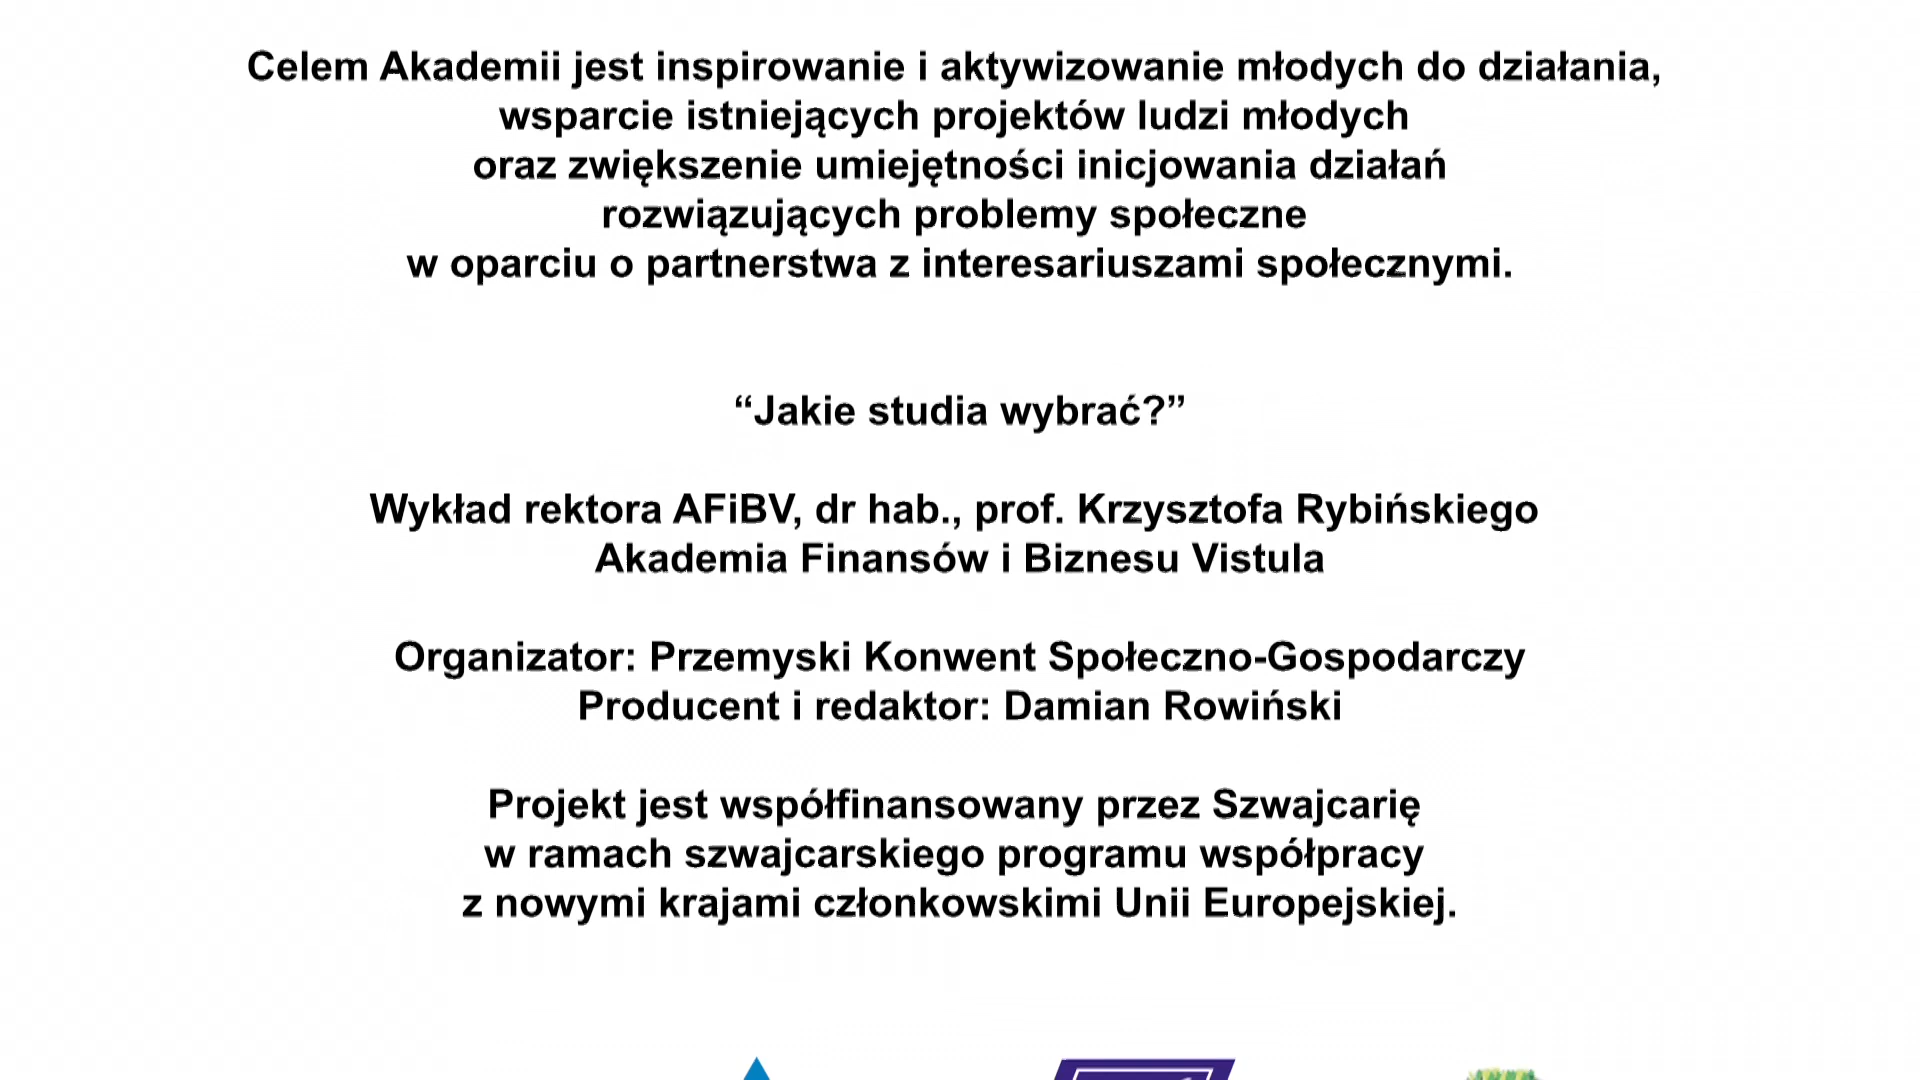 Celem Akademii jest inspirowanie i aktywizowanie młodych do działania,
wsparcie istniejących projektów ludzi młodych
oraz zwiększenie umiejętności inicjowania działań
rozwiązujących problemy społeczne
w oparciu o partnerstwa z interesariuszami społecznymi.
“Jakie studia wybrać?”
Wykład rektora AFiBV, dr hab., prof. Krzysztofa Rybińskiego
Akademia Finansów i Biznesu Vistula
Organizator: Przemyski Konwent Społeczno-Gospodarczy
Producent i redaktor: Damian Rowiński
Projekt jest współfinansowany przez Szwajcarię
w ramach szwajcarskiego programu współpracy
z nowymi krajami członkowskimi Unii Europejskiej.